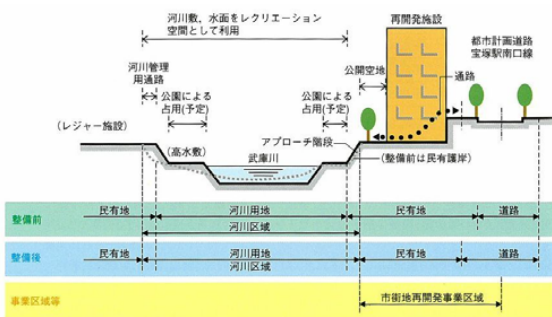 河川敷，水面をレクリエーション
空間として利用
再開発施設
都市計画道路
宝塚駅南口線
河川管理
用通路
公開空地
通路
公園による
占用(予定)
公園による
占用(予定)
(レジャー施設)
アプローチ階段
(高水敷)
武庫川
(整備前は民有護岸)
整備前
民有地
河川用地
民有地
道路
河川区域
整備後
民有地
河川用地
民有地
道路
河川区域
事業区域等
市街地再開発事業区域